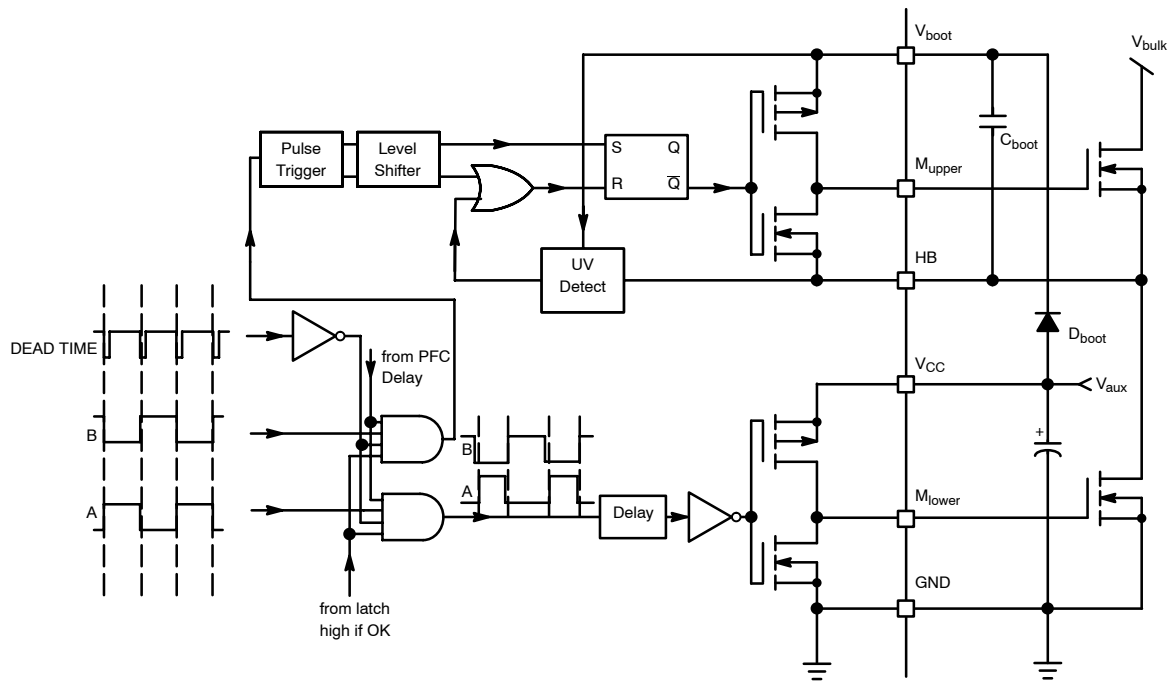 Vboot
Vbulk
Pulse
Trigger
Level
Shifter
S
Q
R
Q̅
Cboot
Mupper
UV
Detect
HB
DEAD TIME
from PFC
Delay
Dboot
VCC
Vaux
B
B
+
A
A
Delay
Mlower
GND
from latch
high if OK